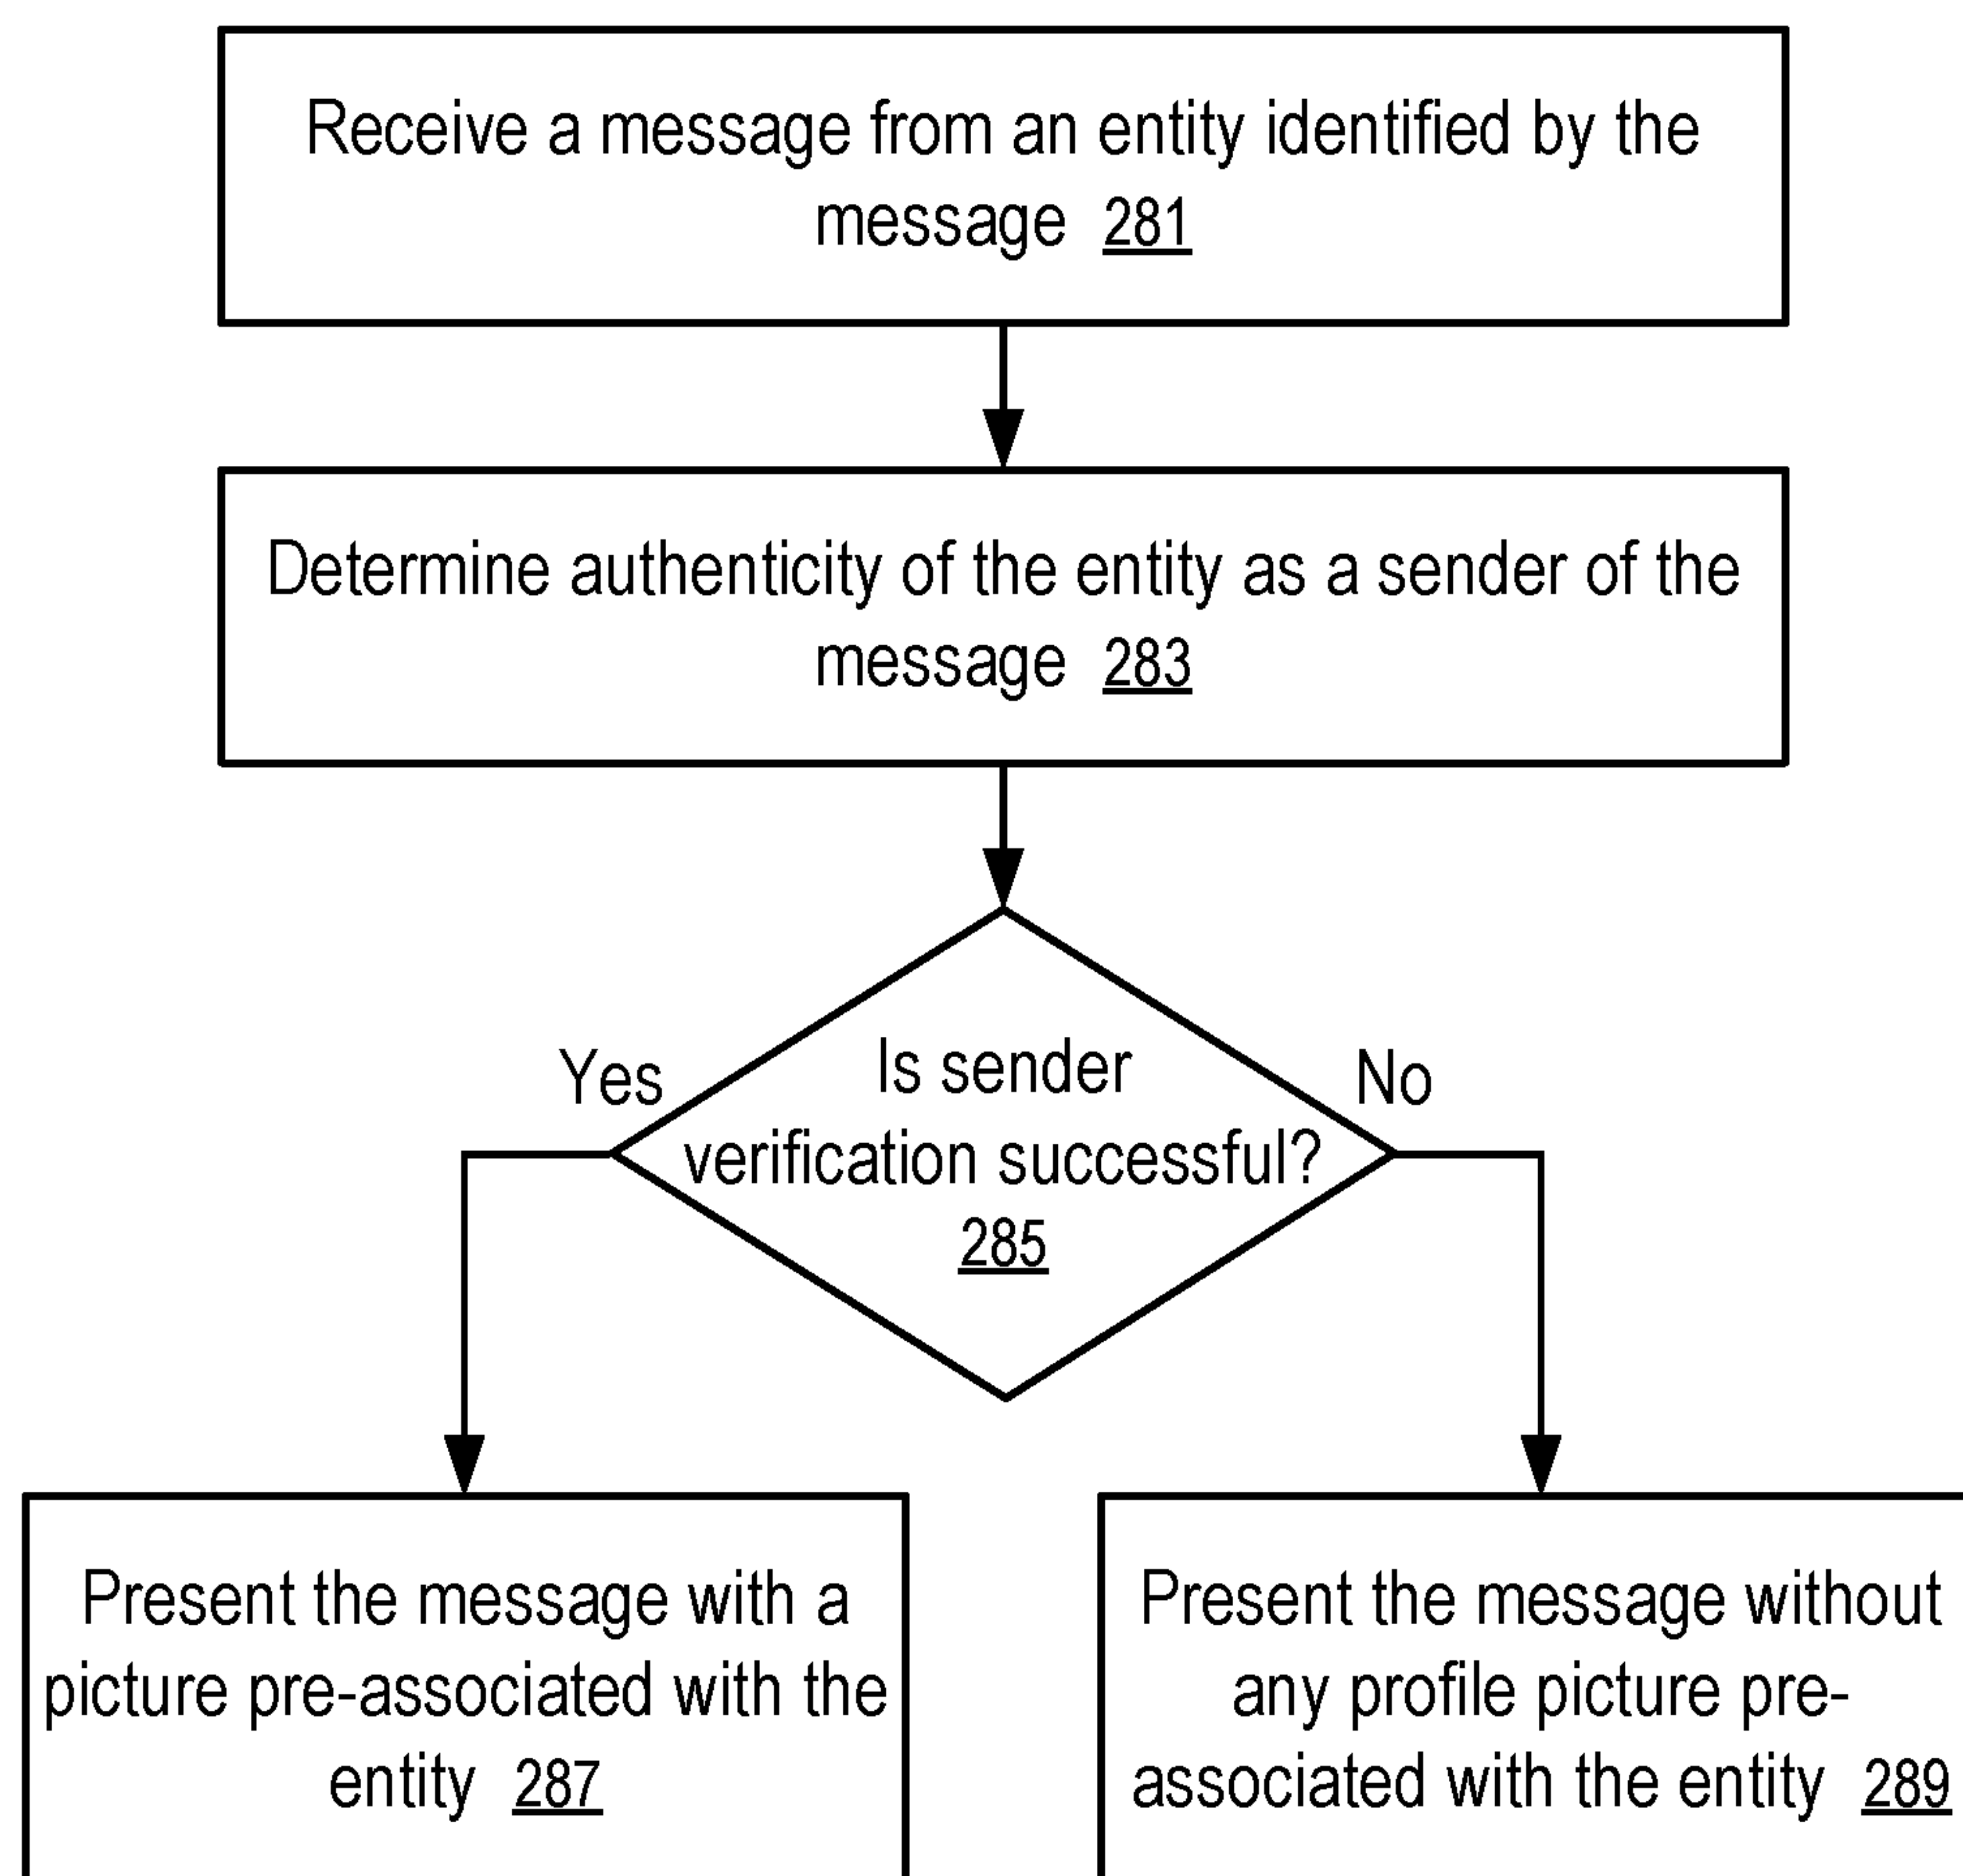 Receive a message from an entity identified by the
message 281
Determine authenticity of the entity as a sender of the
message 283
Yes
Is sender
No
verification successful?
285
Present the message with a
picture pre-associated with the
entity 287
Present the message without
any profile picture pre-
associated with the entity 289